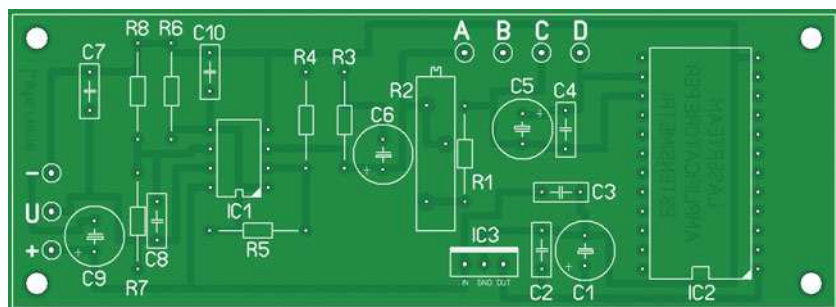 R8 R6 C10
C7
R4 R3
A B C D
R2
C5 C4
C6
R1
IC1
C3
-
U
+
C8
C9
R5
R7
IC3
IN GND OUT
C2 C1
IC2